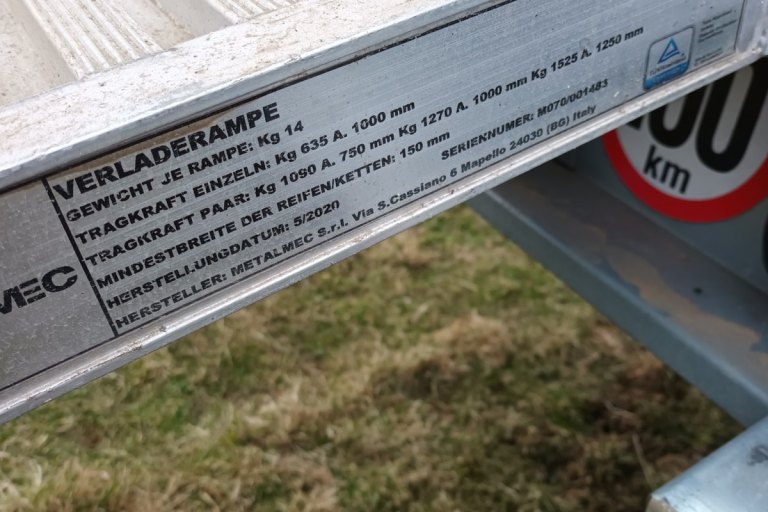 VERLADERAMPE
GEWICHT JE RAMPE: Kg 14
TRAGKRAFT EINZELN: Kg 635 A. 1000 mm
TRAGKRAFT PAAR: Kg 1090 A. 750 mm Kg 1270 A. 1000 mm Kg 1525 A. 1250 mm
MINDESTBREITE DER REIFEN/KETTEN: 150 mm
HERSTELLUNGDATUM: 5/2020 SERIENNUMER: M070/001483
HERSTELLER: METALMEC S.r.l. Via S.Cassiano 6 Mapello 24030 (BG) Italy
MEC
km